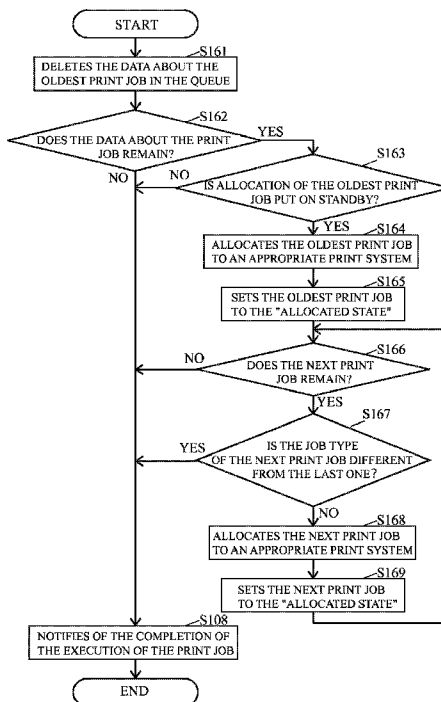 START
S161
DELETES THE DATA ABOUT THE
OLDEST PRINT JOB IN THE QUEUE
S162
DOES THE DATA ABOUT THE PRINT
JOB REMAIN?
YES
NO
S163
IS ALLOCATION OF THE OLDEST PRINT
JOB PUT ON STANDBY?
NO
YES
S164
ALLOCATES THE OLDEST PRINT JOB
TO AN APPROPRIATE PRINT SYSTEM
S165
SETS THE OLDEST PRINT JOB
TO THE "ALLOCATED STATE"
S166
DOES THE NEXT PRINT
JOB REMAIN?
NO
YES
S167
IS THE JOB TYPE
OF THE NEXT PRINT JOB DIFFERENT
FROM THE LAST ONE?
YES
NO
S168
ALLOCATES THE NEXT PRINT JOB
TO AN APPROPRIATE PRINT SYSTEM
S169
SETS THE NEXT PRINT JOB
TO THE "ALLOCATED STATE"
S108
NOTIFIES OF THE COMPLETION OF
THE EXECUTION OF THE PRINT JOB
END